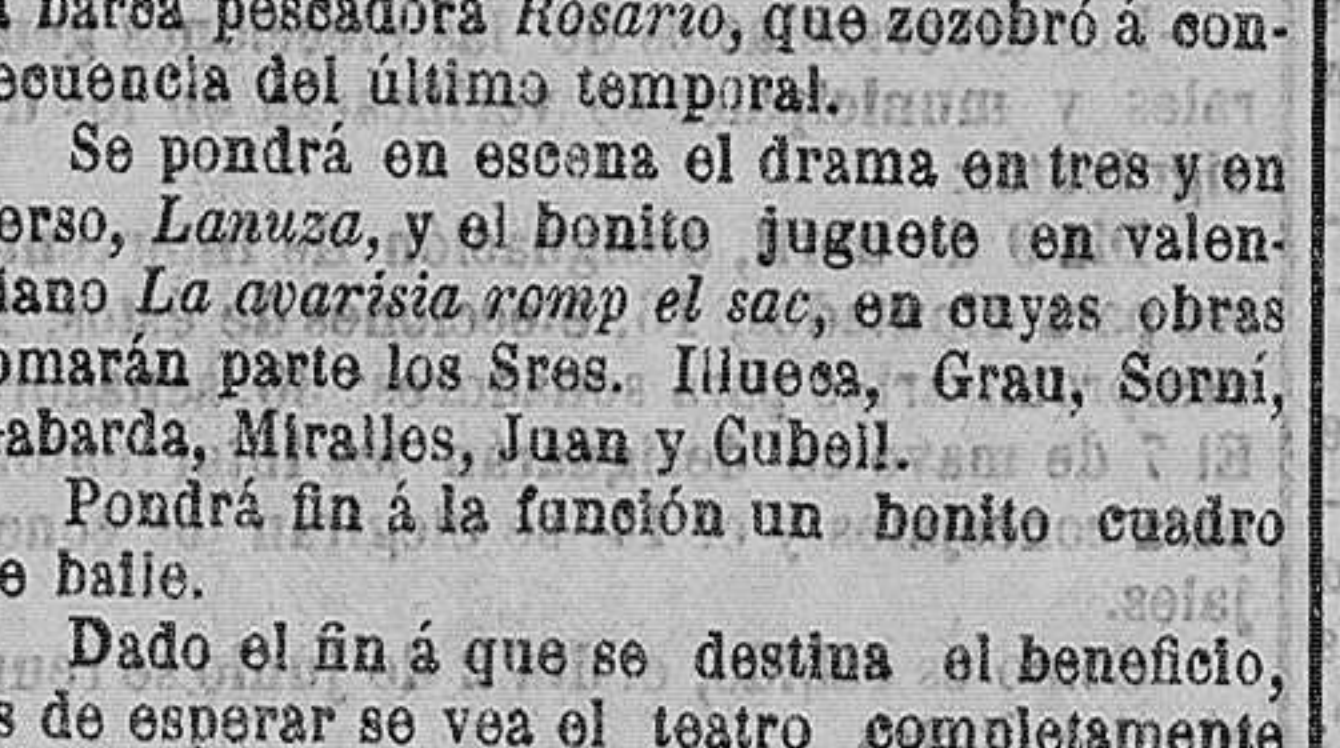 barca pescadora Rosario, que zozobró á con-
ecuencia del último temporal.
Se pondrá en escena el drama en tres y en
erso, Lanuza, y el bonito juguete en valen-
iano La avarísia romp el sac, en cuyas obras
omarán parte los Sres. Illueca, Grau, Sorní,
abarda, Miralles, Juan y Cubell.
Pondrá fin á la función un bonito cuadro
e baile.
Dado el fin á que se destina el beneficio,
s de esperar se vea el teatro completamente